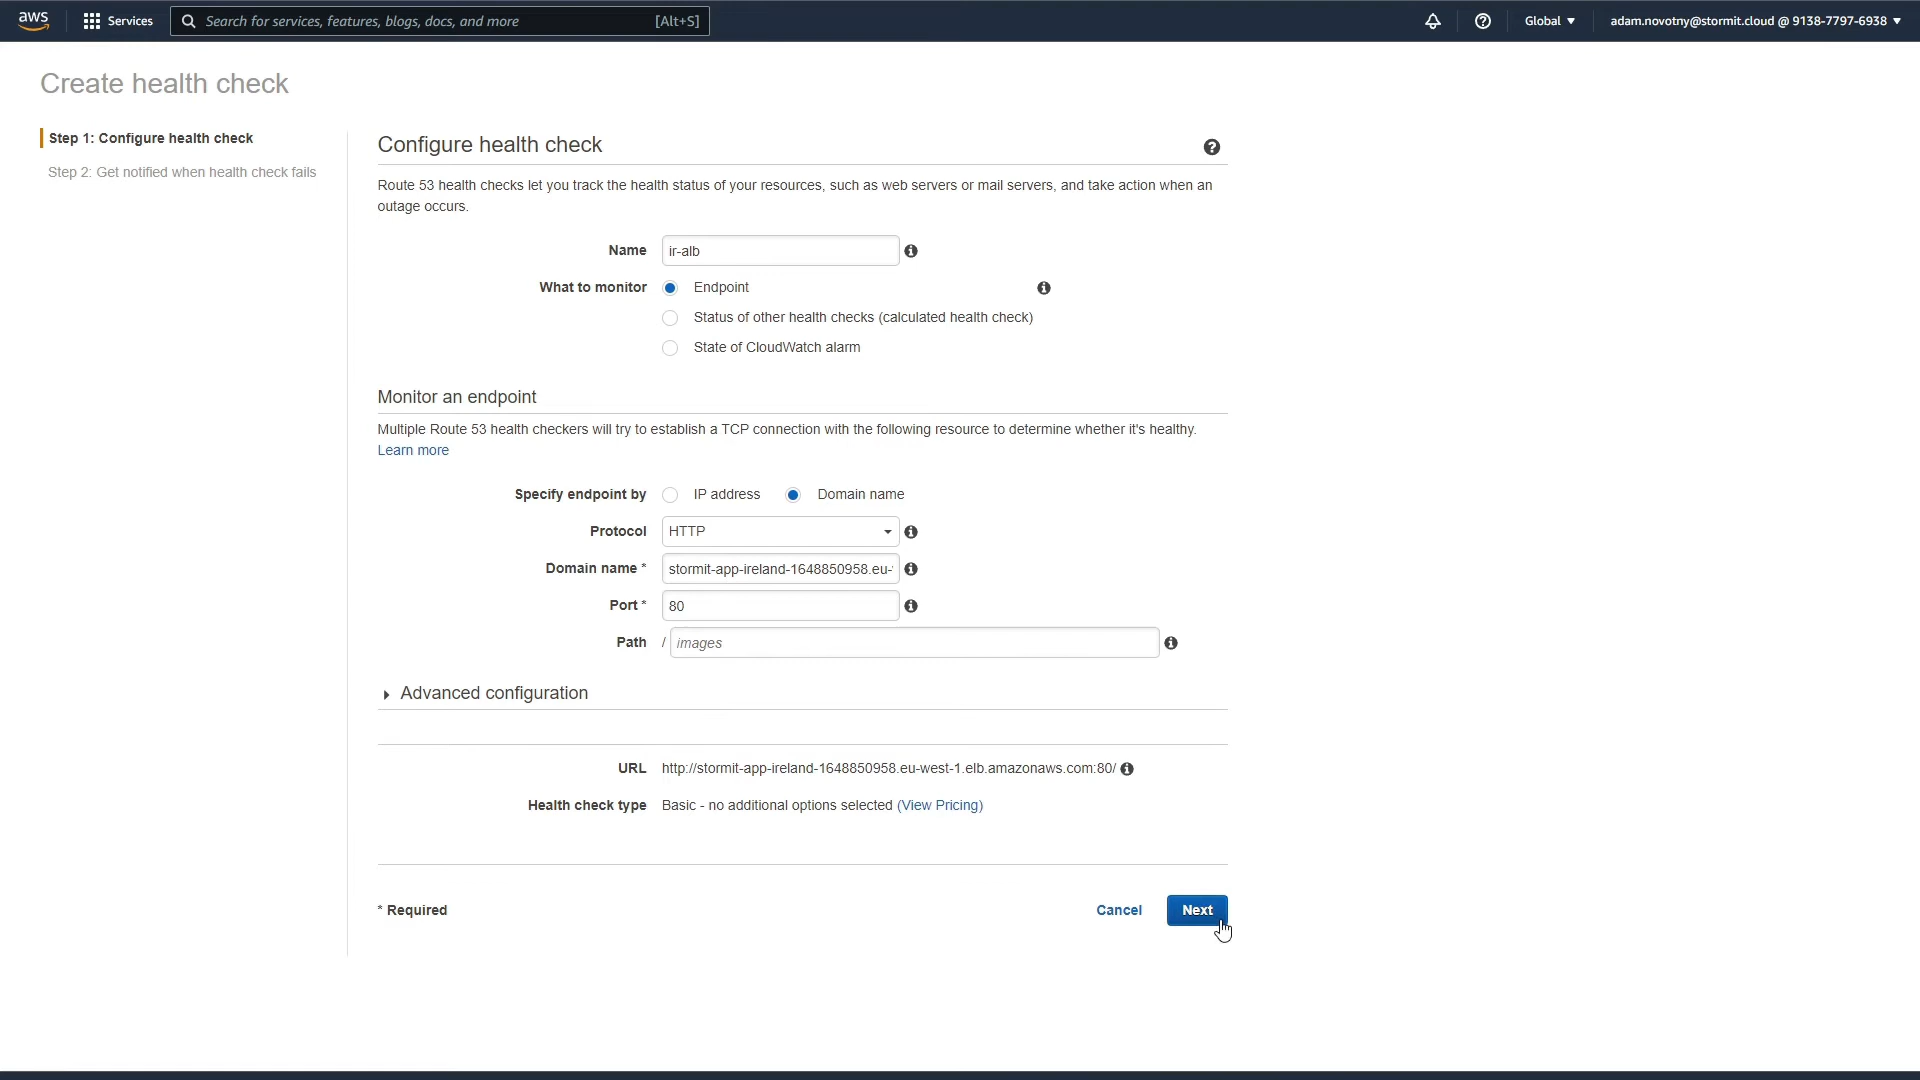 aws
Services
Search for services, features, blogs, docs, and more
[Alt+S]
Global
adam.novotny@stormit.cloud @ 9138-7797-6938
Create health check
Step 1: Configure health check
Step 2: Get notified when health check fails
Configure health check
Route 53 health checks let you track the health status of your resources, such as web servers or mail servers, and take action when an
outage occurs.
Name
ir-alb
What to monitor
Endpoint
Status of other health checks (calculated health check)
State of CloudWatch alarm
Monitor an endpoint
Multiple Route 53 health checkers will try to establish a TCP connection with the following resource to determine whether it's healthy.
Learn more
Specify endpoint by
IP address
Domain name
Protocol
HTTP
Domain name *
stormit-app-ireland-1648850958.eu-
Port *
80
Path
/
images
Advanced configuration
URL
http://stormit-app-ireland-1648850958.eu-west-1.elb.amazonaws.com:80/
Health check type
Basic - no additional options selected (View Pricing)
* Required
Cancel
Next